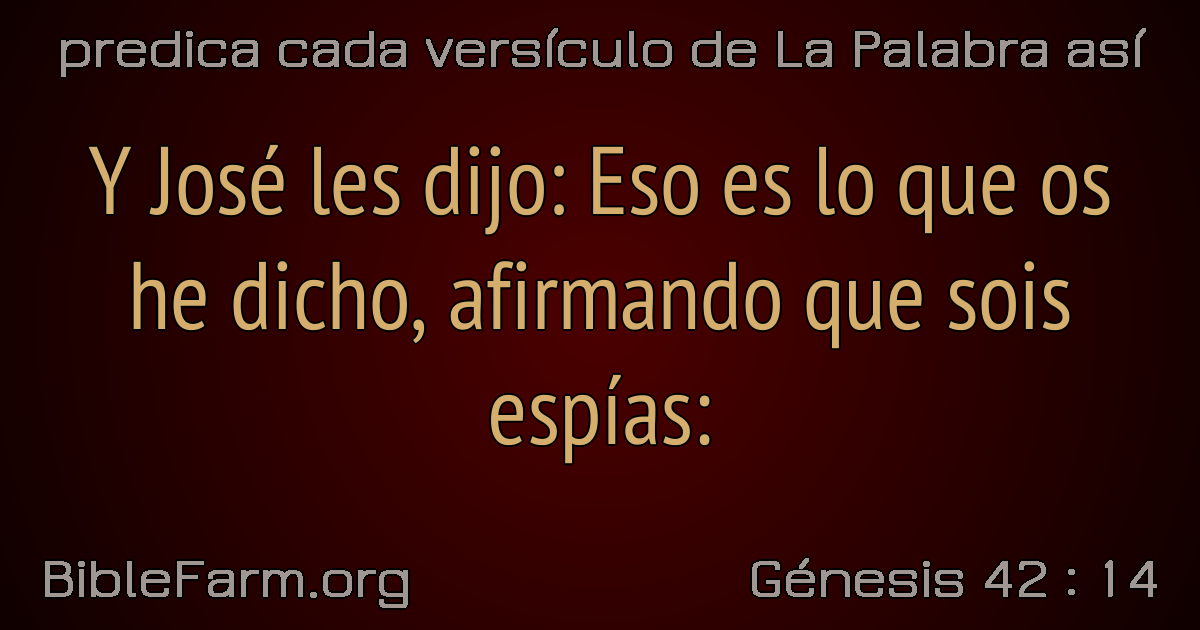 predica cada versículo de La Palabra así
Y José les dijo: Eso es lo que os
he dicho, afirmando que sois
espías:
BibleFarm.org
Génesis 42 : 14